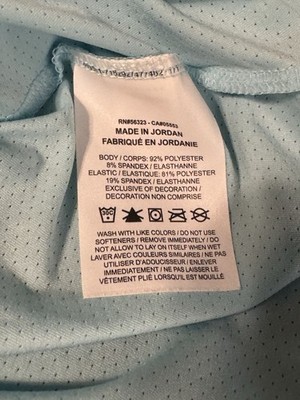 RN#56323 - CA#05553
MADE IN JORDAN
FABRIQUÉ EN JORDANIE
BODY / CORPS: 92% POLYESTER
8% SPANDEX / ELASTHANNE
ELASTIC / ELASTIQUE: 81% POLYESTER
19% SPANDEX / ELASTHANNE
EXCLUSIVE OF DECORATION /
DECORATION NON COMPRISE
WASH WITH LIKE COLORS / DO NOT USE
SOFTENERS / REMOVE IMMEDIATELY / DO
NOT ALLOW TO LAY ON ITSELF WHEN WET
LAVER AVEC COULEURS SIMILAIRES / NE PAS
UTILISER D'ADOUCISSEUR / ENLEVER
IMMÉDIATEMENT / NE PAS LAISSER LE
VÊTEMENT PLIÉ LORSQU'IL EST MOUILLÉ